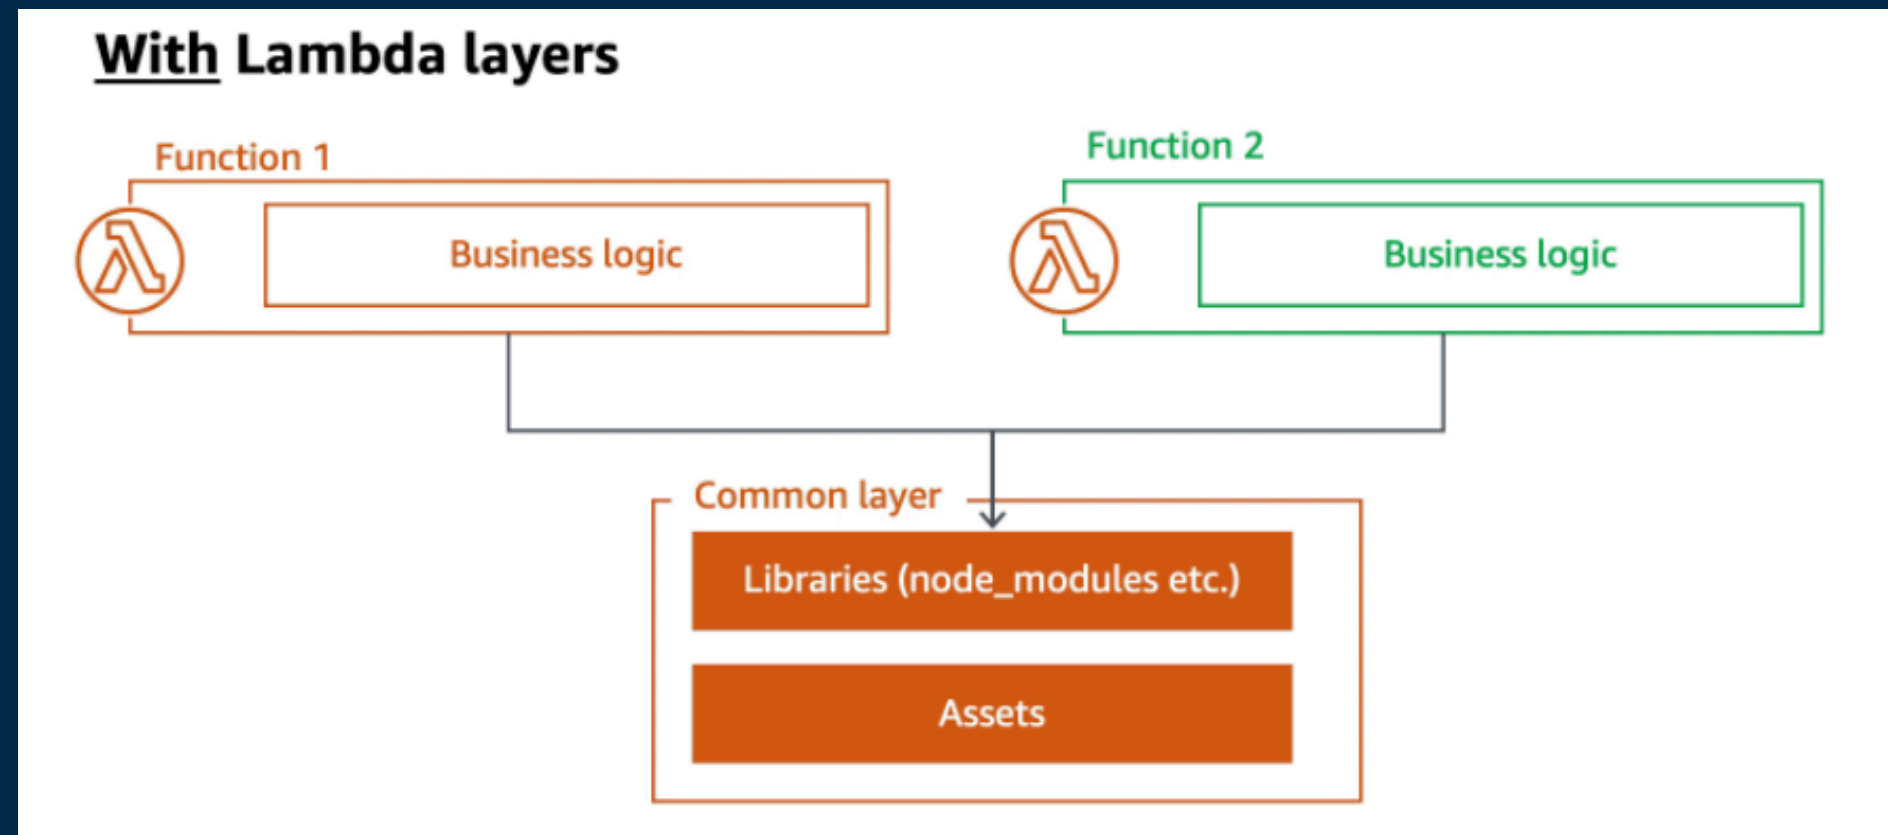 With Lambda layers
Function 1
Function 2
Business logic
Business logic
Common layer
Libraries (node_modules etc.)
Assets